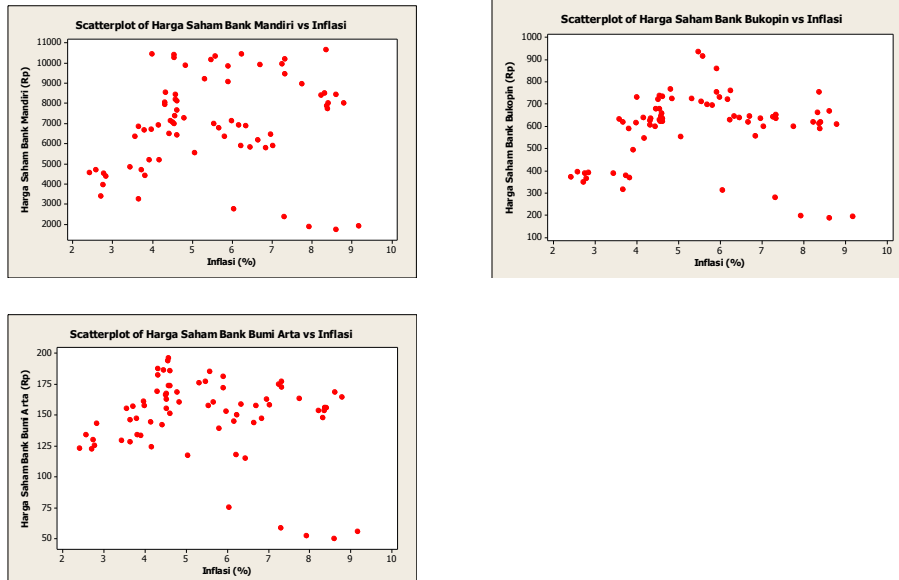 Scatterplot of Harga Saham Bank Mandiri vs Inflasi
Harga Saham Bank Mandiri (Rp)
11000
10000
9000
8000
7000
6000
5000
4000
3000
2000
2 3 4 5 6 7 8 9 10
Inflasi (%)
Scatterplot of Harga Saham Bank Bukopin vs Inflasi
Harga Saham Bank Bukopin (Rp)
1000
900
800
700
600
500
400
300
200
100
2 3 4 5 6 7 8 9 10
Inflasi (%)
Scatterplot of Harga Saham Bank Bumi Arta vs Inflasi
Harga Saham Bank Bumi Arta (Rp)
200
175
150
125
100
75
50
2 3 4 5 6 7 8 9 10
Inflasi (%)